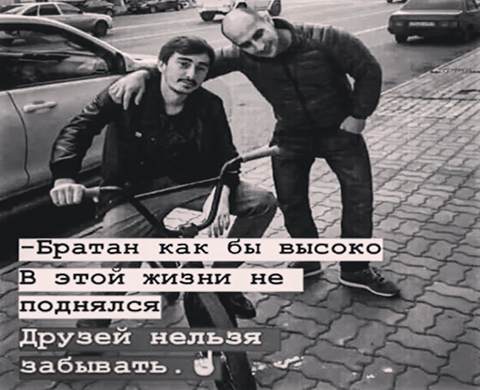 -Братан как бы высоко
В этой жизни не
поднялся
Друзей нельзя
забывать.